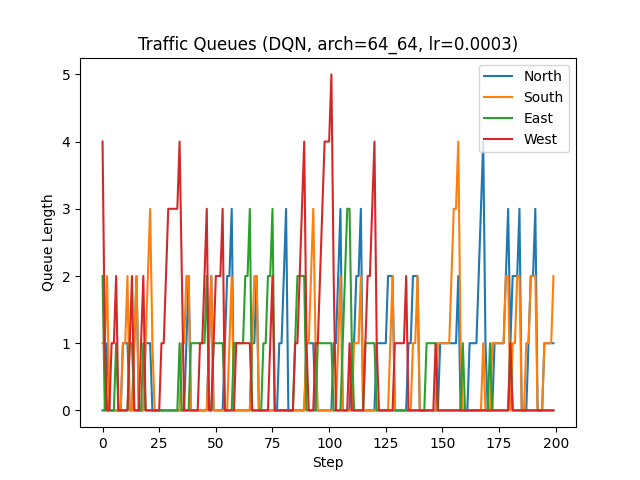 Traffic Queues (DQN, arch=64_64, lr=0.0003)
North
South
East
West
Queue Length
5
4
3
2
1
0
0 25 50 75 100 125 150 175 200
Step